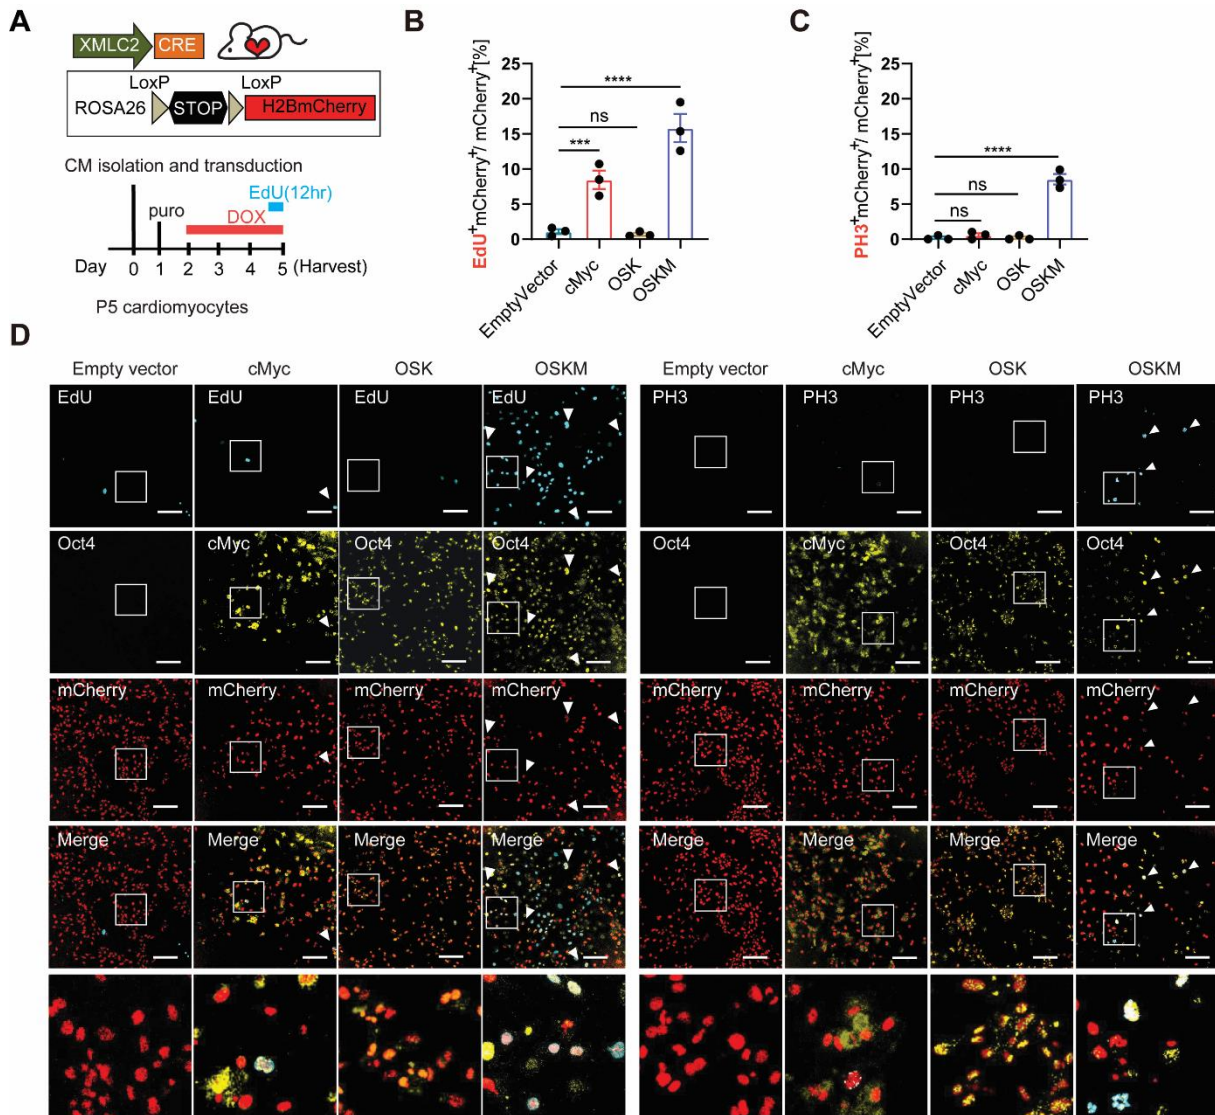 A
XMLC2 CRE
LoxP LoxP
ROSA26 STOP H2BmCherry
CM isolation and transduction
EdU(12hr)
puro DOX
Day 0 1 2 3 4 5 (Harvest)
P5 cardiomyocytes
B
EdU+mCherry+/ mCherry+[%]
25
20
15
10
5
0
****
ns
***
EmptyVector
cMyc
OSK
OSKM
C
PH3+mCherry+/ mCherry+[%]
25
20
15
10
5
0
****
ns
ns
EmptyVector
cMyc
OSK
OSKM
D
Empty vector cMyc OSK OSKM Empty vector cMyc OSK OSKM
EdU EdU EdU EdU PH3 PH3 PH3 PH3
Oct4 cMyc Oct4 Oct4 Oct4 cMyc Oct4 Oct4
mCherry mCherry mCherry mCherry mCherry mCherry mCherry mCherry
Merge Merge Merge Merge Merge Merge Merge Merge